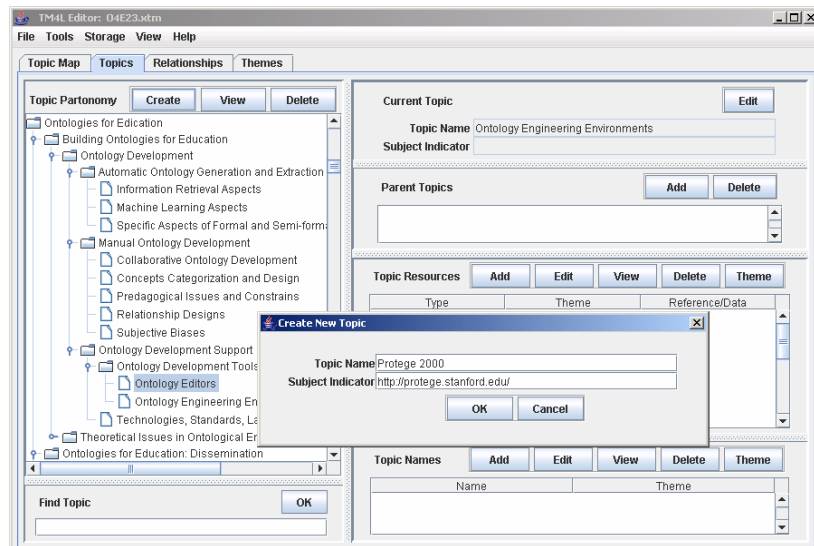 TM4L Editor: O4E23.xtm
File Tools Storage View Help
Topic Map Topics Relationships Themes
Topic Partonomy Create View Delete
Ontologies for Edication
Building Ontologies for Education
Ontology Development
Automatic Ontology Generation and Extraction
Information Retrieval Aspects
Machine Learning Aspects
Specific Aspects of Formal and Semi-form
Manual Ontology Development
Collaborative Ontology Development
Concepts Categorization and Design
Predagogical Issues and Constrains
Relationship Designs
Subjective Biases
Ontology Development Support
Ontology Development Tools
Ontology Editors
Ontology Engineering En
Technologies, Standards, La
Theoretical Issues in Ontological Er
Ontologies for Education: Dissemination
Find Topic OK
Current Topic Edit
Topic Name Ontology Engineering Environments
Subject Indicator
Parent Topics Add Delete
Topic Resources Add Edit View Delete Theme
Type Theme Reference/Data
Create New Topic
Topic Name Protege 2000
Subject Indicator http://protege.stanford.edu/
OK Cancel
Topic Names Add Edit View Delete Theme
Name Theme